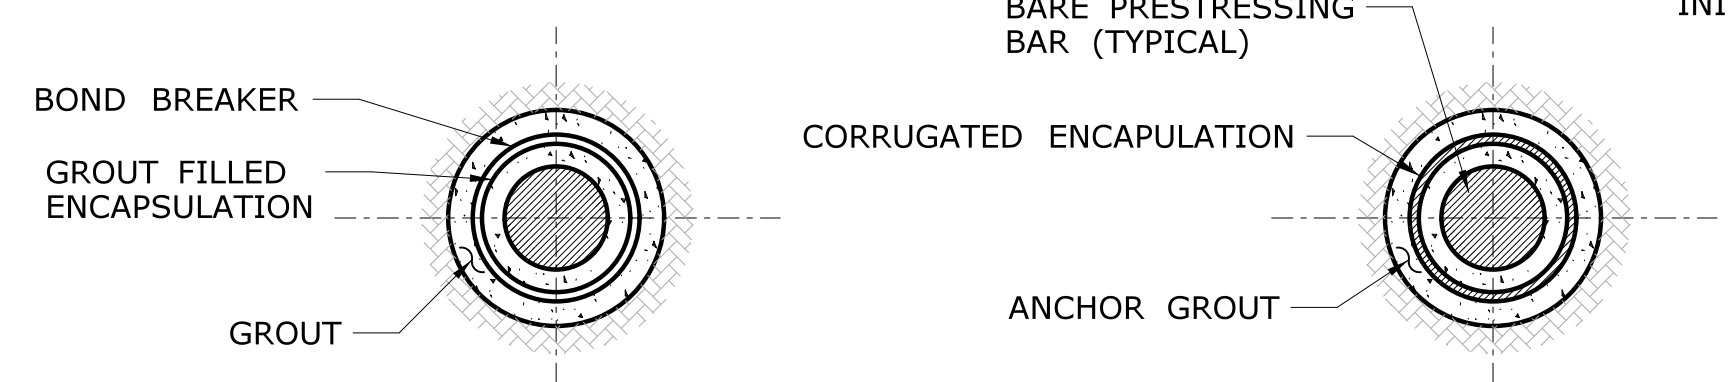 BOND BREAKER
GROUT FILLED
ENCAPSULATION
GROUT
BARE PRESTRESSING
BAR (TYPICAL)
CORRUGATED ENCAPULATION
ANCHOR GROUT